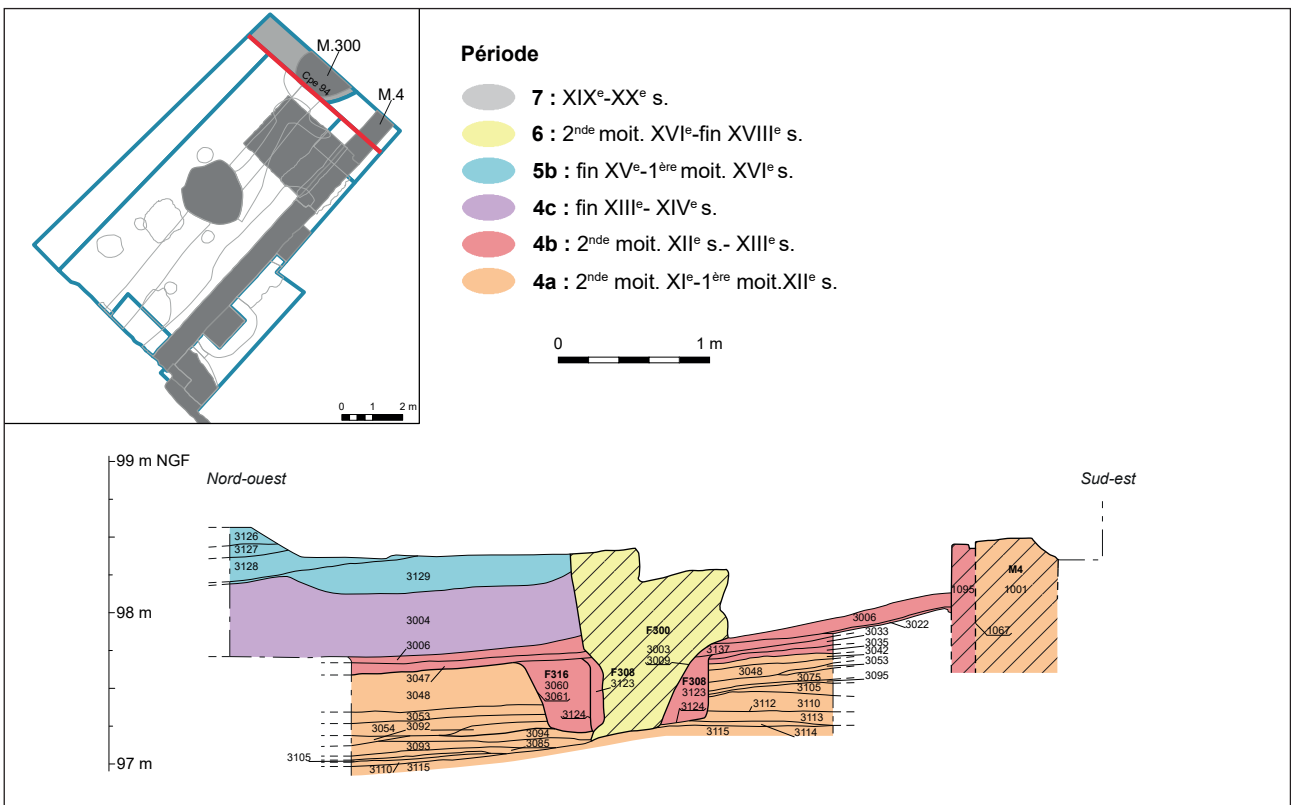 M.300
Cpe 94
M.4
0 1 2 m
Période
7 : XIXe-XXe s.
6 : 2nde moit. XVIe-fin XVIIIe s.
5b : fin XVe-1ère moit. XVIe s.
4c : fin XIIIe- XIVe s.
4b : 2nde moit. XIIe s.- XIIIe s.
4a : 2nde moit. XIe-1ère moit.XIIe s.
0 1 m
99 m NGF
Nord-ouest
Sud-est
98 m
97 m
3126
3127
3128
3129
3004
3006
3047
3048
3053
3054
3092
3093
3094
3085
3105
3110
3115
F316
3060
3061
3124
F308
3123
F300
3003
3009
F308
3123
3124
3137
3006
3022
3033
3035
3042
3053
3048
3075
3095
3105
3110
3112
3113
3114
3115
1095
M4
1001
1067